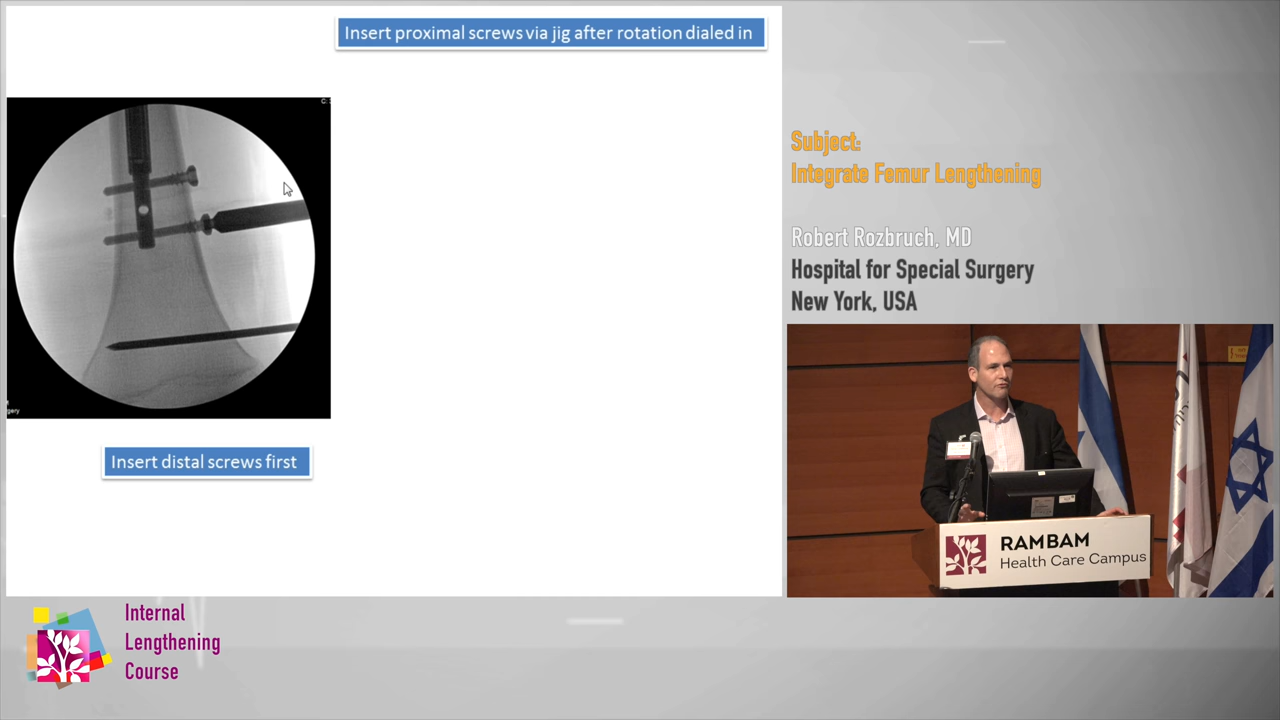 Insert proximal screws via jig after rotation dialed in
Insert distal screws first
gery
Subject:
Integrate Femur Lengthening
Robert Rozbruch, MD
Hospital for Special Surgery
New York, USA
RAMBAM
Health Care Campus
Internal
Lengthening
Course